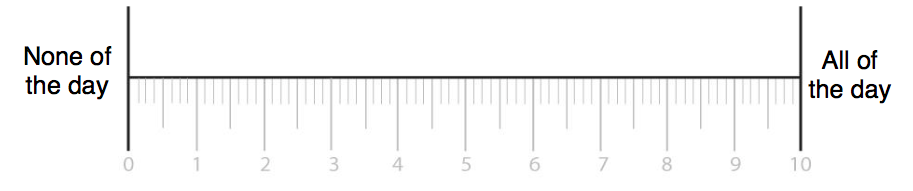 None of
the day
All of
the day
0 1 2 3 4 5 6 7 8 9 10